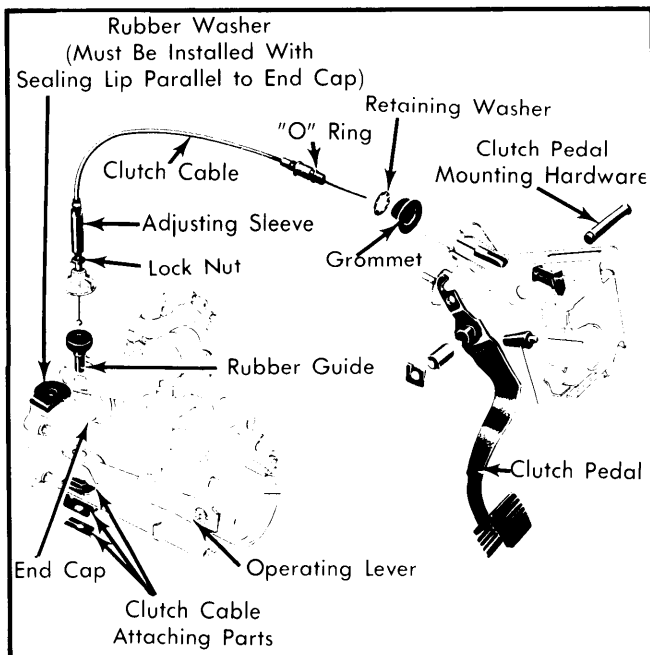 Rubber Washer
(Must Be Installed With
Sealing Lip Parallel to End Cap)
Retaining Washer
"O" Ring
Clutch Pedal
Mounting Hardware
Clutch Cable
Adjusting Sleeve
Grommet
Lock Nut
Rubber Guide
Clutch Pedal
End Cap
Operating Lever
Clutch Cable
Attaching Parts